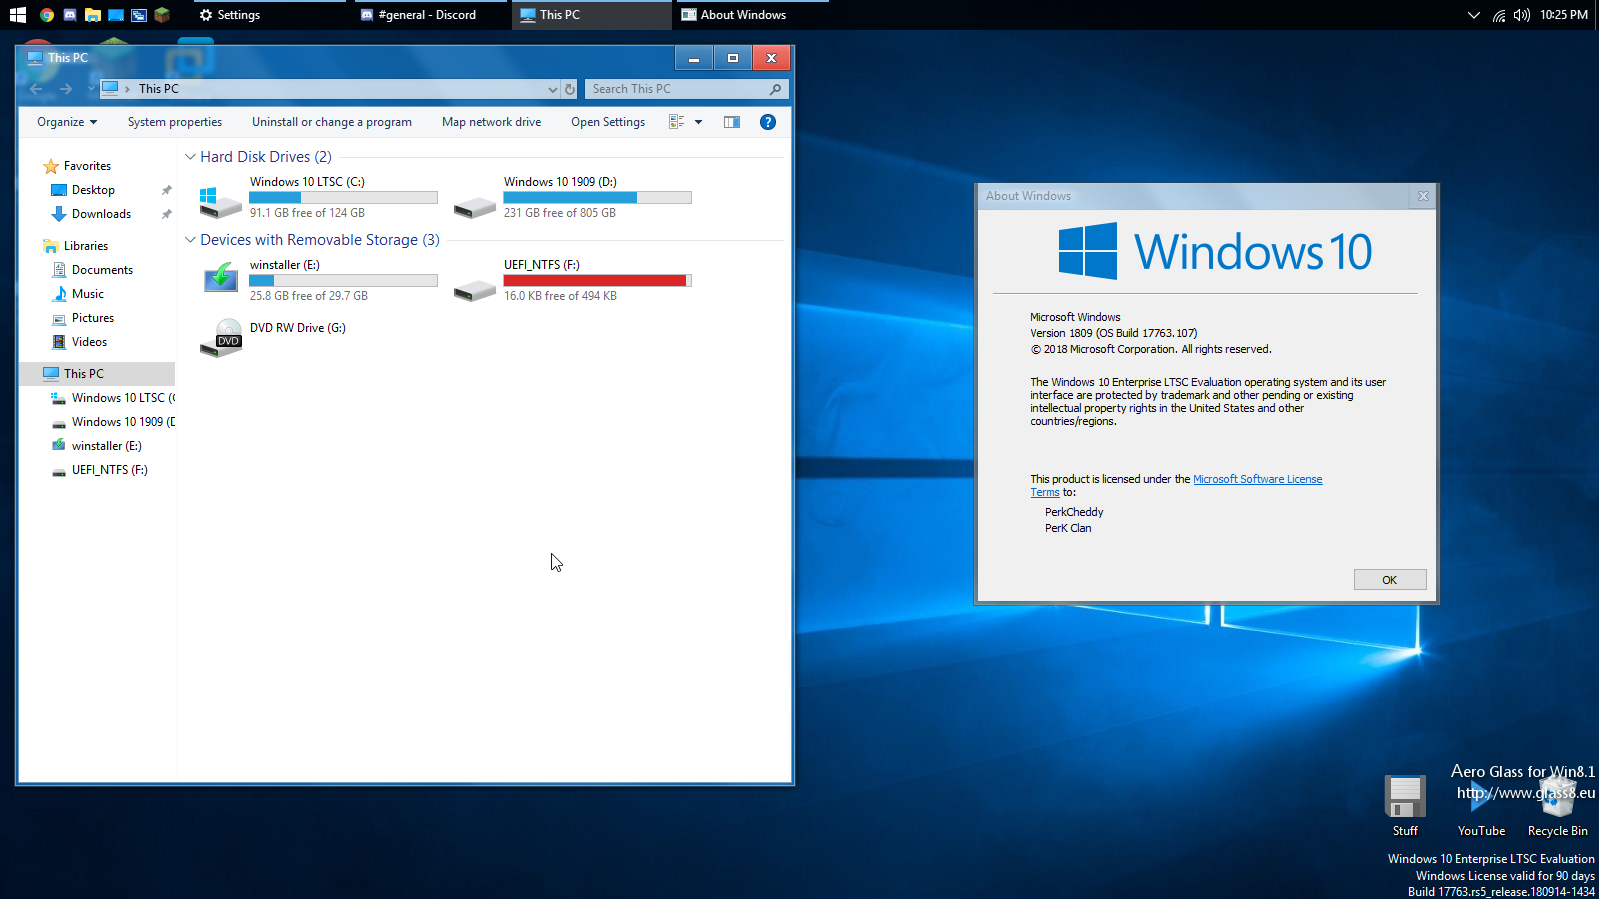 Settings
#general - Discord
This PC
About Windows
10:25 PM
This PC
This PC
Search This PC
Organize
System properties
Uninstall or change a program
Map network drive
Open Settings
Favorites
Desktop
Downloads
Libraries
Documents
Music
Pictures
Videos
This PC
Windows 10 LTSC (
Windows 10 1909 (D
winstaller (E:)
UEFI_NTFS (F:)
Hard Disk Drives (2)
Windows 10 LTSC (C:)
91.1 GB free of 124 GB
Windows 10 1909 (D:)
231 GB free of 805 GB
Devices with Removable Storage (3)
winstaller (E:)
25.8 GB free of 29.7 GB
UEFI_NTFS (F:)
16.0 KB free of 494 KB
DVD RW Drive (G:)
DVD
About Windows
Windows 10
Microsoft Windows
Version 1809 (OS Build 17763.107)
© 2018 Microsoft Corporation. All rights reserved.
The Windows 10 Enterprise LTSC Evaluation operating system and its user
interface are protected by trademark and other pending or existing
intellectual property rights in the United States and other
countries/regions.
This product is licensed under the Microsoft Software License
Terms to:
PerkCheddy
PerK Clan
OK
Aero Glass for Win8.1
http://www.glass8.eu
Stuff
YouTube
Recycle Bin
Windows 10 Enterprise LTSC Evaluation
Windows License valid for 90 days
Build 17763.rs5_release.180914-1434